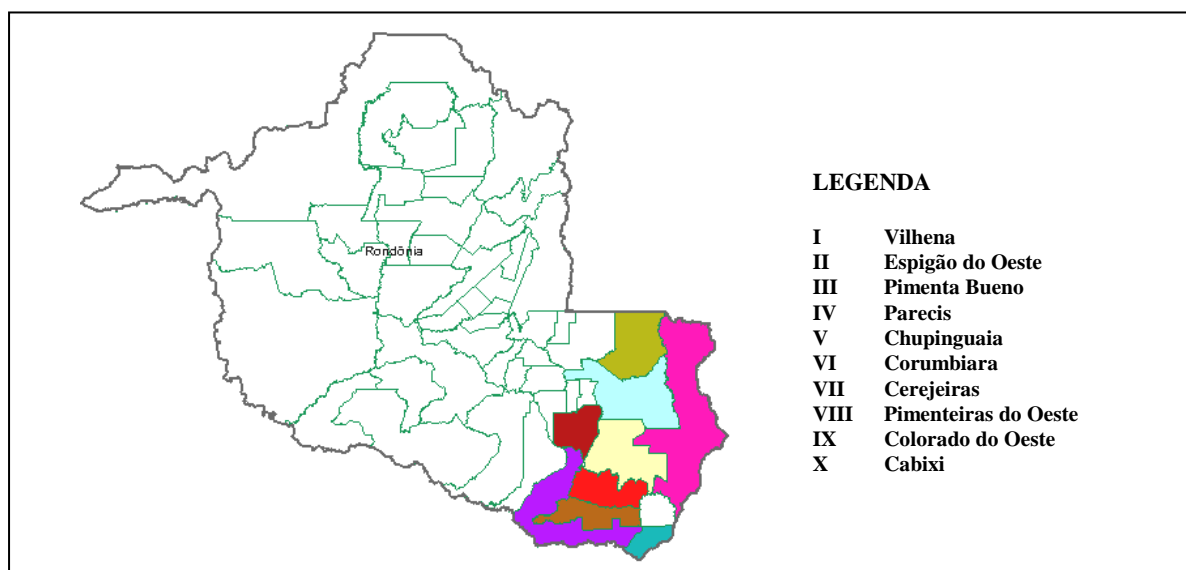 Rondônia
LEGENDA
I Vilhena
II Espigão do Oeste
III Pimenta Bueno
IV Parecis
V Chupinguaia
VI Corumbiara
VII Cerejeiras
VIII Pimenteiras do Oeste
IX Colorado do Oeste
X Cabixi